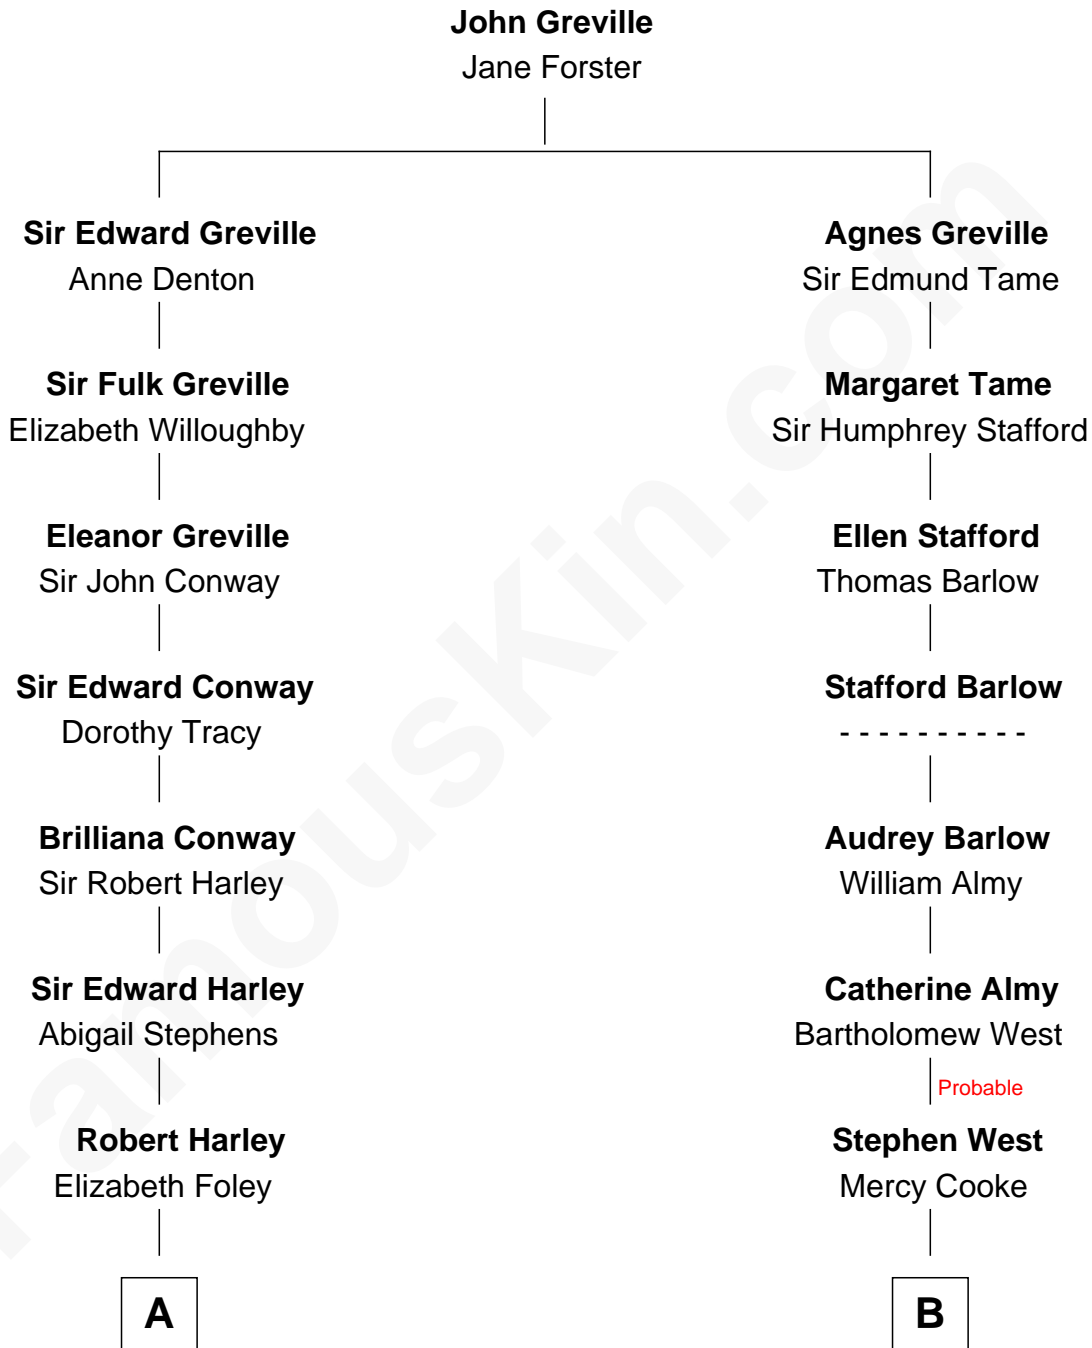 John Greville
Jane Forster
Sir Edward Greville
Anne Denton
Sir Fulk Greville
Elizabeth Willoughby
Eleanor Greville
Sir John Conway
Sir Edward Conway
Dorothy Tracy
Brilliana Conway
Sir Robert Harley
Sir Edward Harley
Abigail Stephens
Robert Harley
Elizabeth Foley
A
Agnes Greville
Sir Edmund Tame
Margaret Tame
Sir Humphrey Stafford
Ellen Stafford
Thomas Barlow
Stafford Barlow
- - - - - - - - - -
Audrey Barlow
William Almy
Catherine Almy
Bartholomew West
Probable
Stephen West
Mercy Cooke
B
FamousKin.com